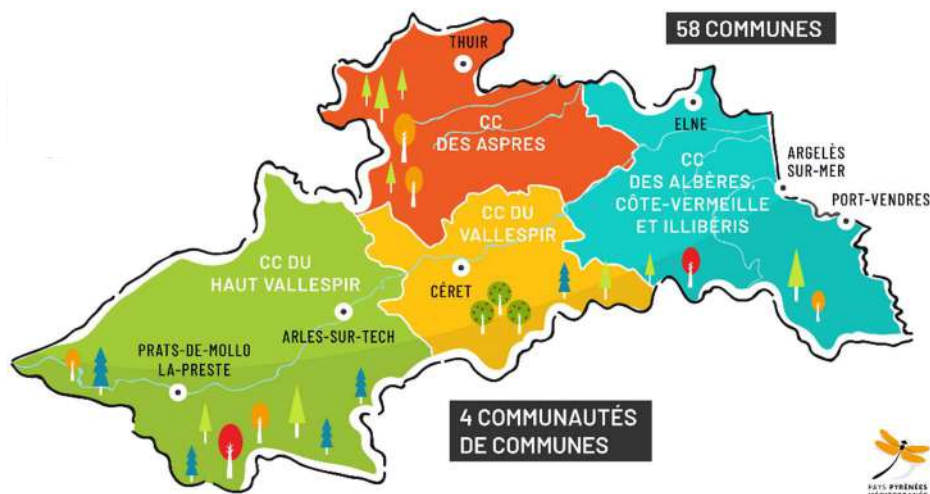 58 COMMUNES
THUIR
CC
DES ASPRES
ELNE
CC
DES ALBÈRES,
CÔTE-VERMEILLE
ET ILLIBÉRIS
ARGELÈS
SUR-MER
PORT-VENDRES
CC DU
VALLESPIR
CÉRET
CC DU
HAUT VALLESPIR
ARLES-SUR-TECH
PRATS-DE-MOLLO
LA-PRESTE
4 COMMUNAUTÉS
DE COMMUNES
PAYS PYRÉNÉES
MÉDITERRANÉE